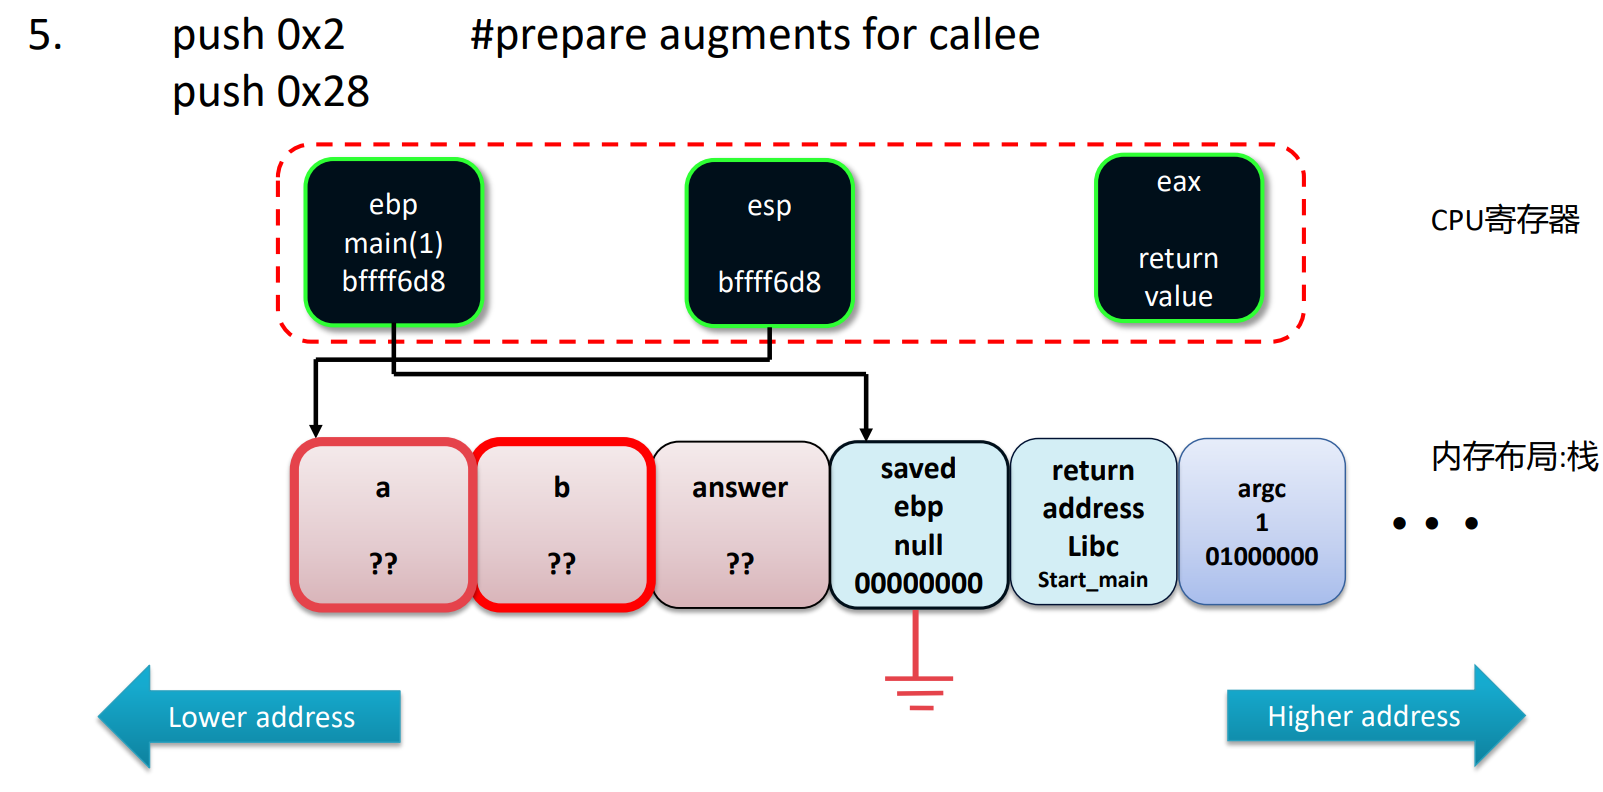 5. push 0x2 #prepare augments for callee
push 0x28
ebp
main(1)
bffff6d8
esp
bffff6d8
eax
return
value
CPU寄存器
a
??
b
??
answer
??
saved
ebp
null
00000000
return
address
Libc
Start_main
argc
1
01000000
内存布局:栈
• • •
Lower address
Higher address